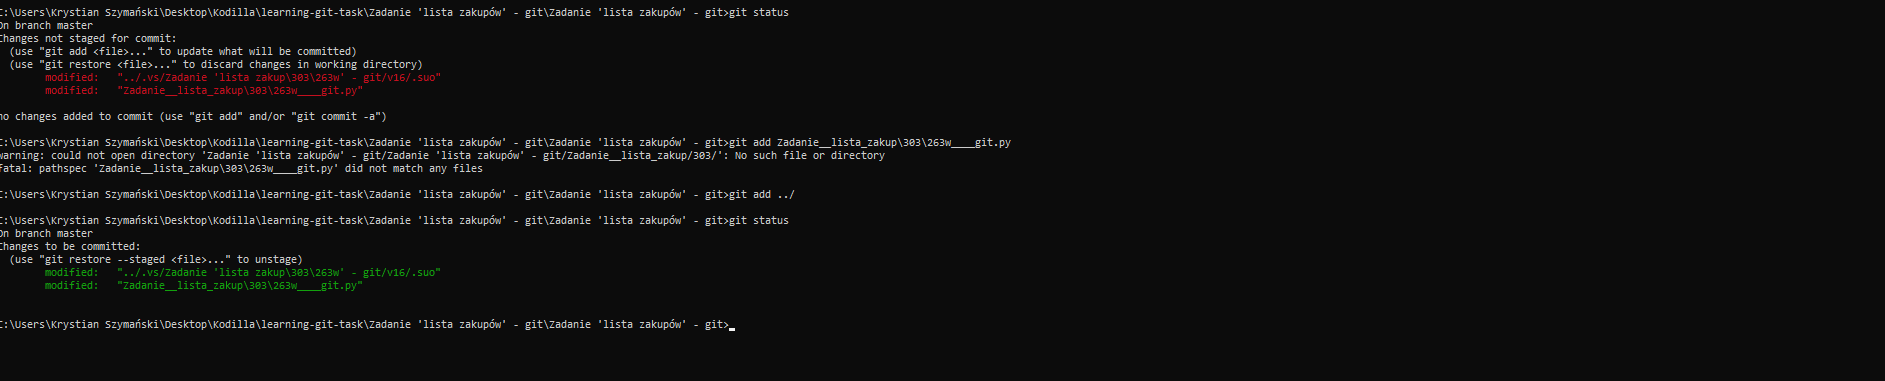 C:\Users\Krystian Szymański\Desktop\Kodilla\learning-git-task\Zadanie 'lista zakupów' - git\Zadanie 'lista zakupów' - git>git status
On branch master
Changes not staged for commit:
  (use "git add <file>..." to update what will be committed)
  (use "git restore <file>..." to discard changes in working directory)
        modified:   "../.vs/Zadanie 'lista zakup\303\263w' - git/v16/.suo"
        modified:   "Zadanie__lista_zakup\303\263w____git.py"
no changes added to commit (use "git add" and/or "git commit -a")
C:\Users\Krystian Szymański\Desktop\Kodilla\learning-git-task\Zadanie 'lista zakupów' - git\Zadanie 'lista zakupów' - git>git add Zadanie__lista_zakup\303\263w____git.py
warning: could not open directory 'Zadanie 'lista zakupów' - git/Zadanie 'lista zakupów' - git/Zadanie__lista_zakup/303/': No such file or directory
fatal: pathspec 'Zadanie__lista_zakup\303\263w____git.py' did not match any files
C:\Users\Krystian Szymański\Desktop\Kodilla\learning-git-task\Zadanie 'lista zakupów' - git\Zadanie 'lista zakupów' - git>git add ../
C:\Users\Krystian Szymański\Desktop\Kodilla\learning-git-task\Zadanie 'lista zakupów' - git\Zadanie 'lista zakupów' - git>git status
On branch master
Changes to be committed:
  (use "git restore --staged <file>..." to unstage)
        modified:   "../.vs/Zadanie 'lista zakup\303\263w' - git/v16/.suo"
        modified:   "Zadanie__lista_zakup\303\263w____git.py"
C:\Users\Krystian Szymański\Desktop\Kodilla\learning-git-task\Zadanie 'lista zakupów' - git\Zadanie 'lista zakupów' - git>